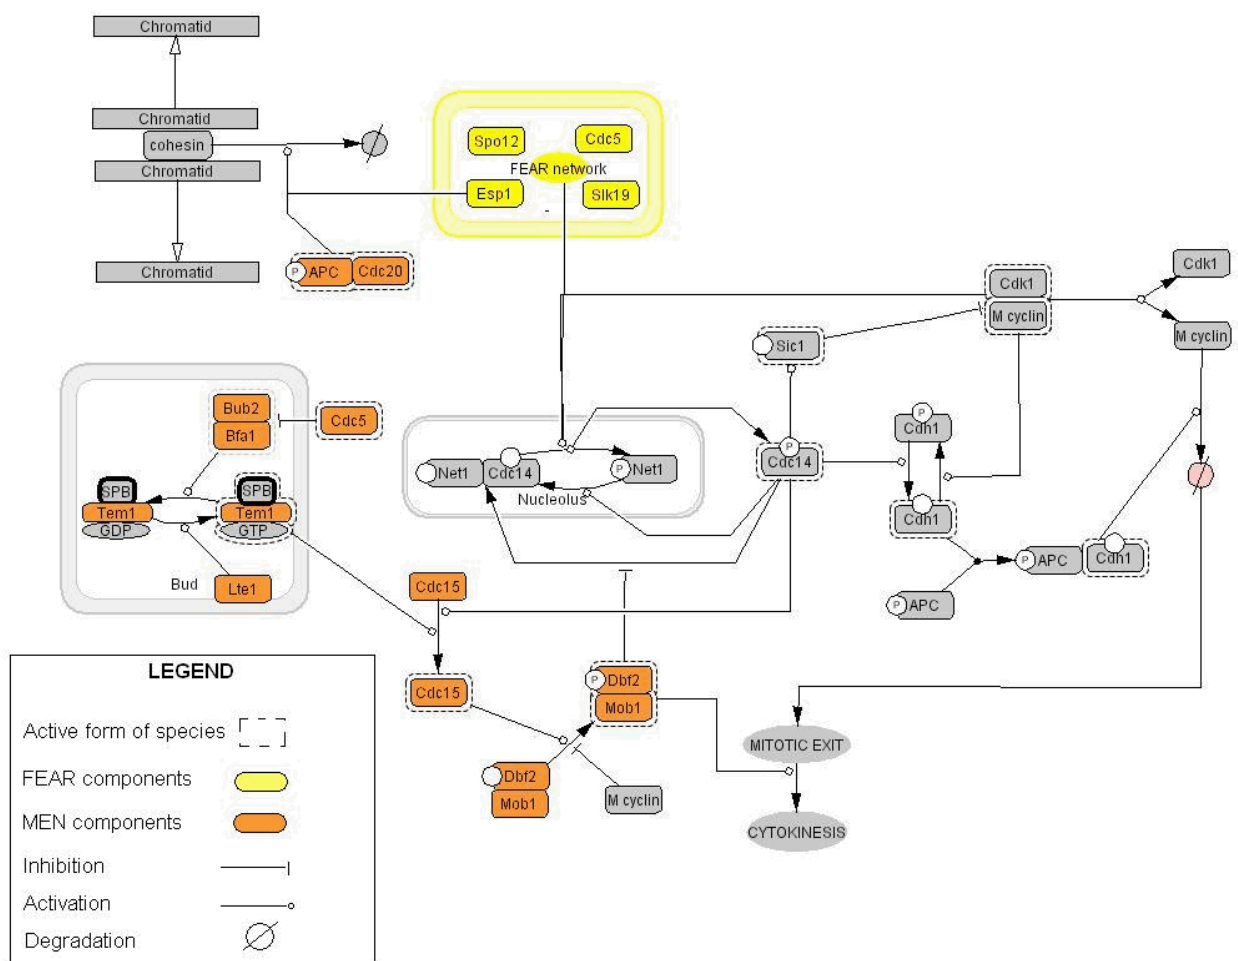 Chromatid
Chromatid
cohesin
Chromatid
Chromatid
P
APC
Cdc20
Spo12
Cdc5
FEAR network
Esp1
Slk19
-
Cdk1
M cyclin
Cdk1
M cyclin
Sic1
Bub2
Bfa1
Cdc5
SPB
Tem1
GDP
SPB
Tem1
GTP
Bud
Lte1
Net1
Cdc14
P
Net1
Nucleolus
P
Cdc14
P
Cdh1
Cdh1
P
APC
Cdh1
P
APC
Cdc15
Cdc15
P
Dbf2
Mob1
Dbf2
Mob1
M cyclin
MITOTIC EXIT
CYTOKINESIS
LEGEND
Active form of species
FEAR components
MEN components
Inhibition
Activation
Degradation